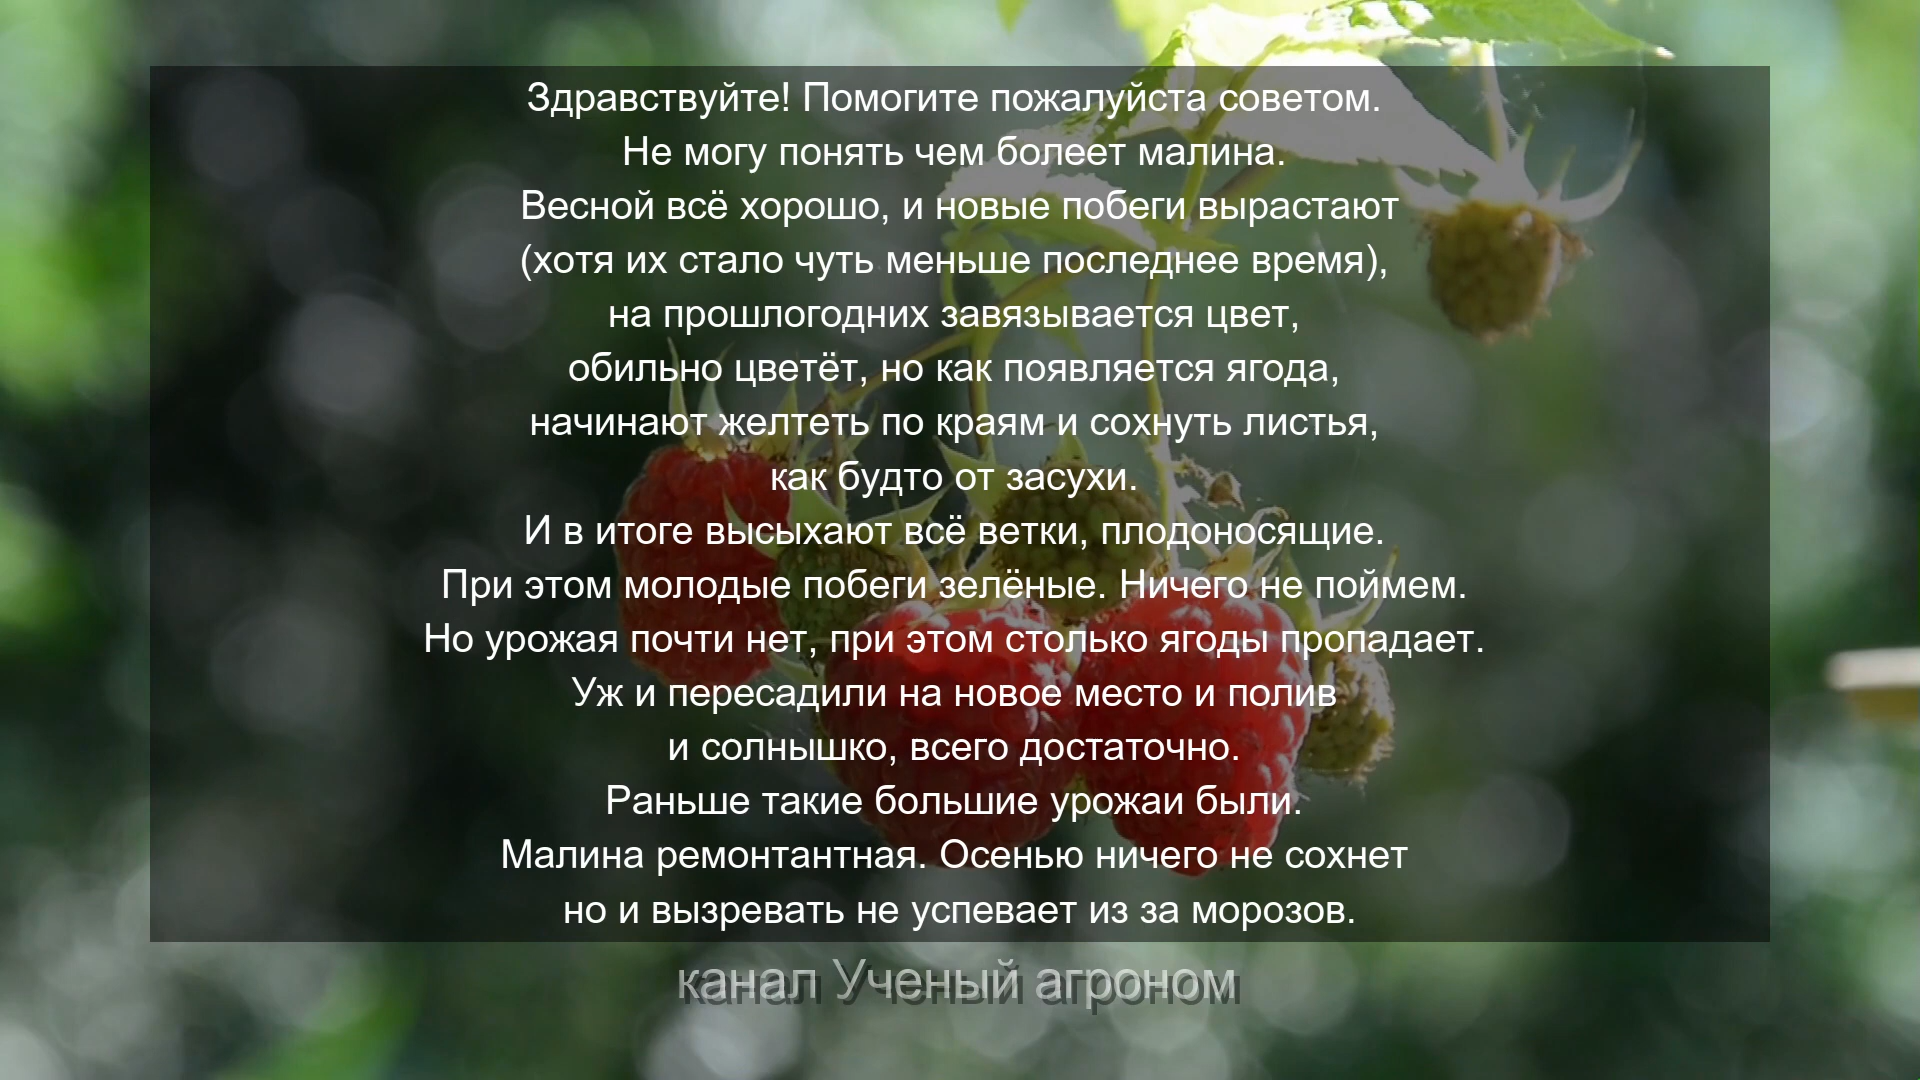 Здравствуйте! Помогите пожалуйста советом.
Не могу понять чем болеет малина.
Весной всё хорошо, и новые побеги вырастают
(хотя их стало чуть меньше последнее время),
на прошлогодних завязывается цвет,
обильно цветёт, но как появляется ягода,
начинают желтеть по краям и сохнуть листья,
как будто от засухи.
И в итоге высыхают всё ветки, плодоносящие.
При этом молодые побеги зелёные. Ничего не поймем.
Но урожая почти нет, при этом столько ягоды пропадает.
Уж и пересадили на новое место и полив
и солнышко, всего достаточно.
Раньше такие большие урожаи были.
Малина ремонтантная. Осенью ничего не сохнет
но и вызревать не успевает из за морозов.
канал Ученый агроном